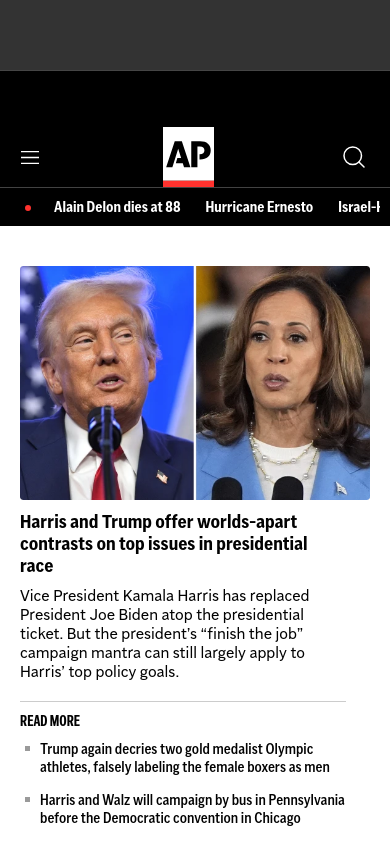 AP
Alain Delon dies at 88 Hurricane Ernesto Israel-
Harris and Trump offer worlds-apart
contrasts on top issues in presidential
race
Vice President Kamala Harris has replaced
President Joe Biden atop the presidential
ticket. But the president’s “finish the job”
campaign mantra can still largely apply to
Harris’ top policy goals.
READ MORE
Trump again decries two gold medalist Olympic
athletes, falsely labeling the female boxers as men
Harris and Walz will campaign by bus in Pennsylvania
before the Democratic convention in Chicago